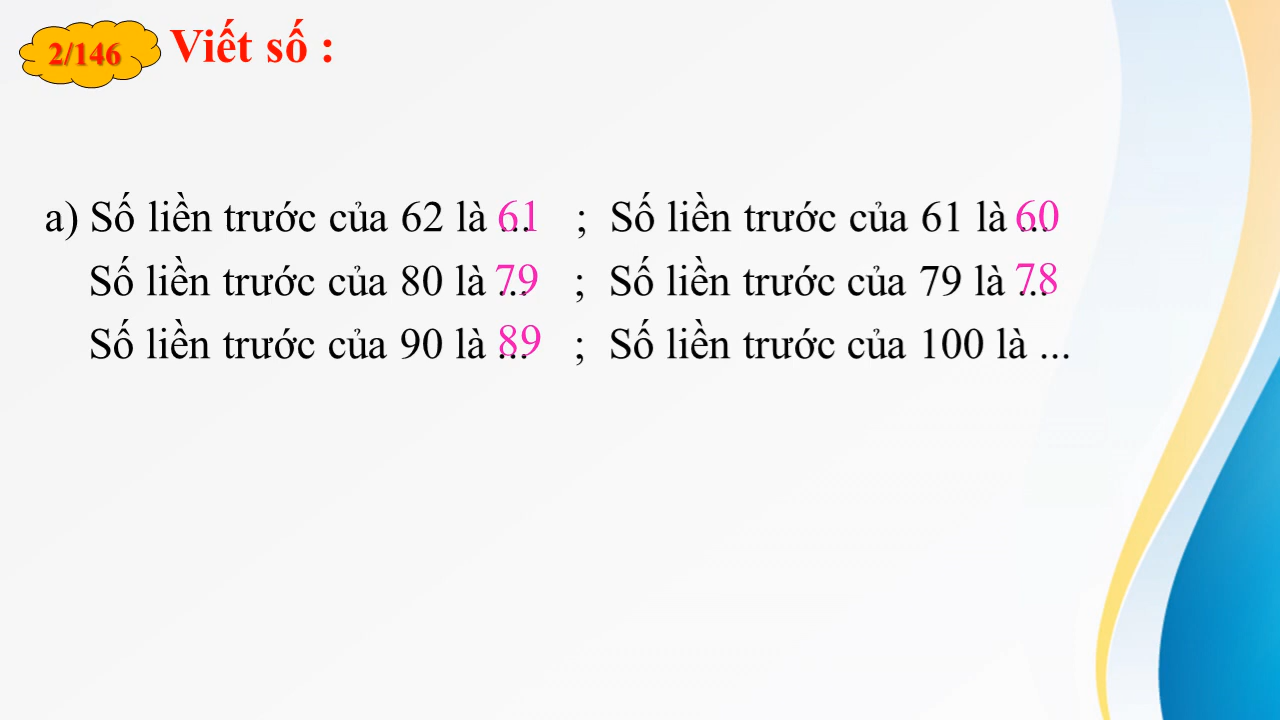 2/146 Viết số :
a) Số liền trước của 62 là ... 61 ; Số liền trước của 61 là ... 60
Số liền trước của 80 là ... 79 ; Số liền trước của 79 là ... 78
Số liền trước của 90 là ... 89 ; Số liền trước của 100 là ...